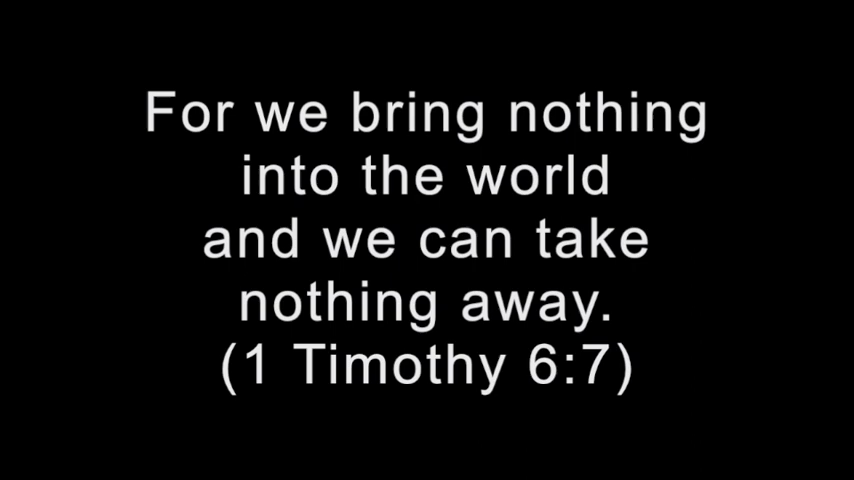 For we bring nothing
into the world
and we can take
nothing away.
(1 Timothy 6:7)